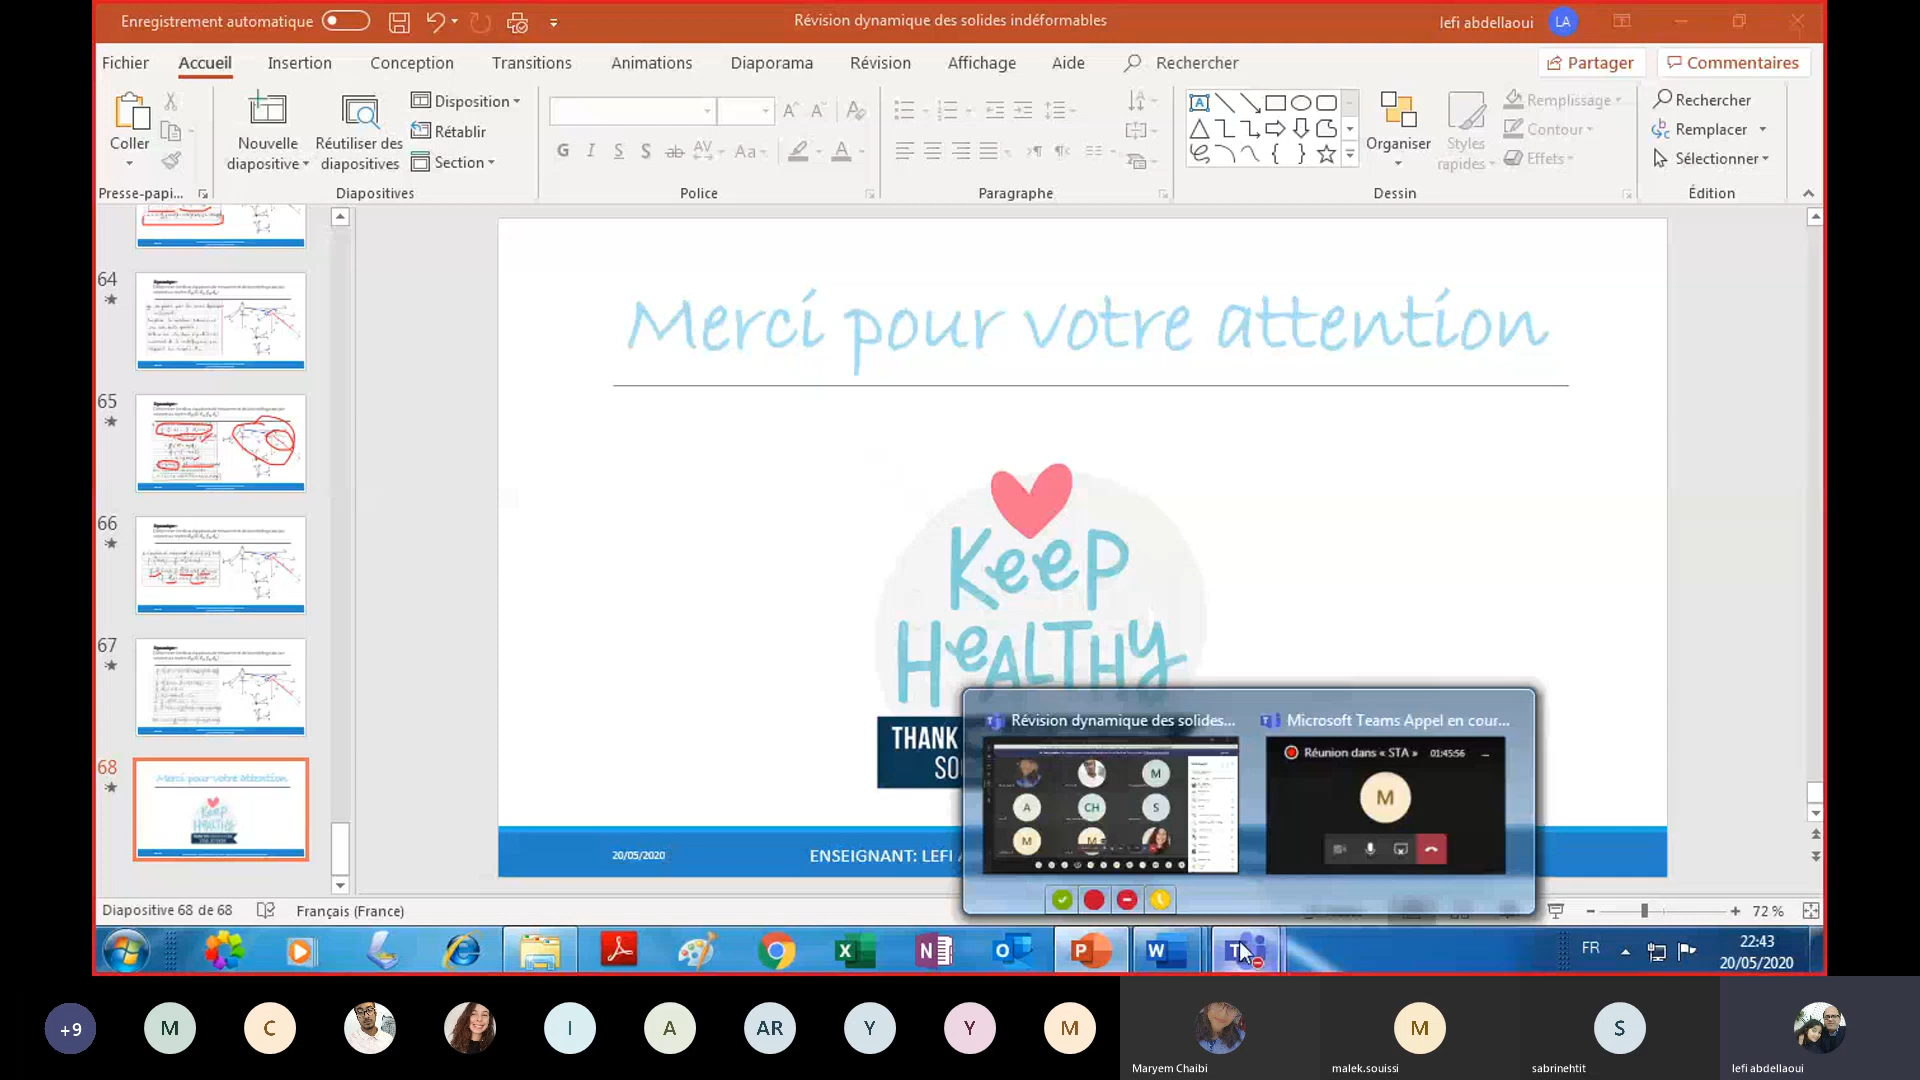 Enregistrement automatique
Révision dynamique des solides indéformables
lefi abdellaoui
LA
Fichier Accueil Insertion Conception Transitions Animations Diaporama Révision Affichage Aide Rechercher
Partager Commentaires
Coller
Presse-papi...
Nouvelle diapositive
Réutiliser des diapositives
Disposition
Rétablir
Section
Diapositives
G I S S ab AV Aa A
Police
Paragraphe
Organiser
Styles rapides
Remplissage
Contour
Effets
Dessin
Rechercher
Remplacer
Sélectionner
Édition
64
65
66
67
68
Merci pour votre attention
Keep
HeALTHy
THANK
20/05/2020
ENSEIGNANT: LEFI
Révision dynamique des solides...
Microsoft Teams Appel en cour...
Réunion dans « STA » 01:45:56
M
A CH S
M M
M
Diapositive 68 de 68
Français (France)
72 %
FR
22:43
20/05/2020
+9 M C I A AR Y Y M M S
Maryem Chaibi
malek.souissi
sabrinehtit
lefi abdellaoui